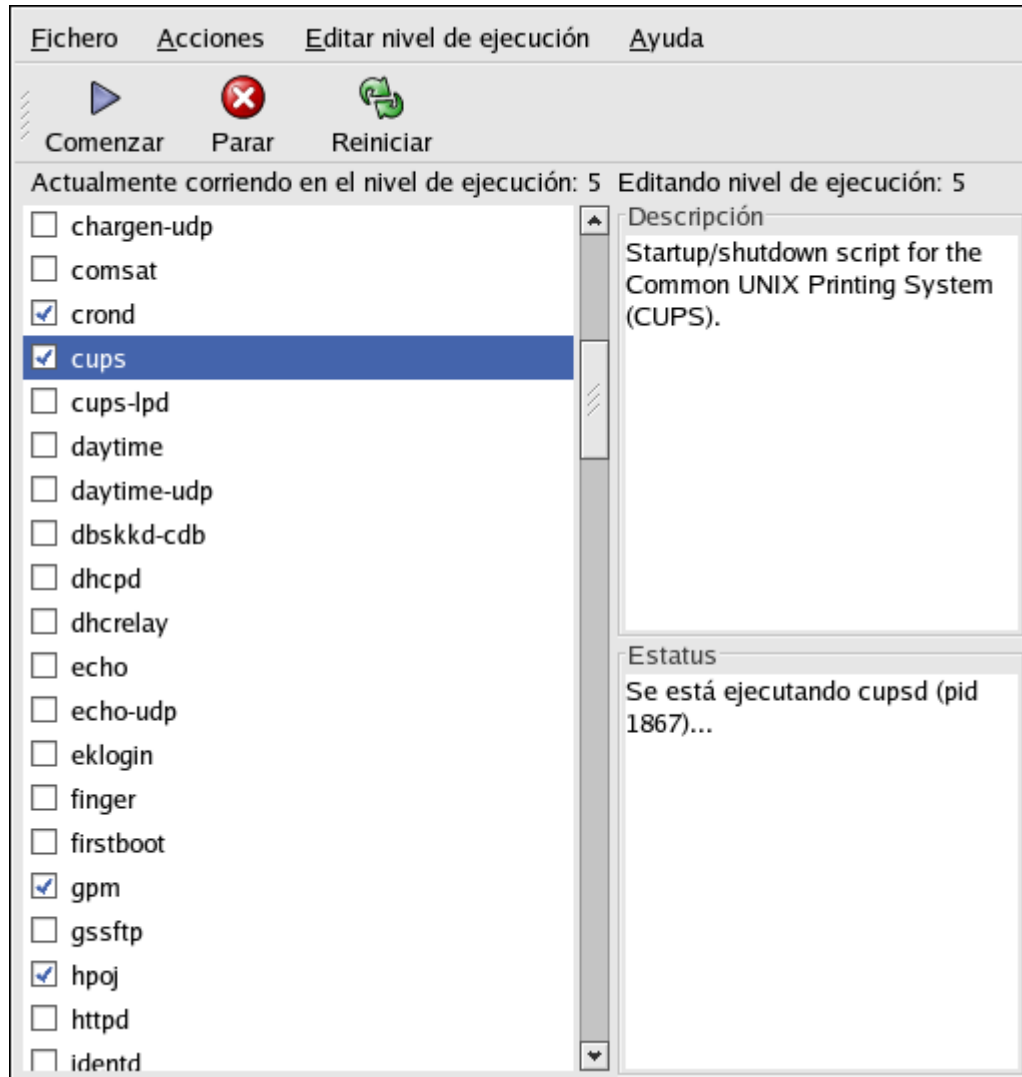 Fichero Acciones Editar nivel de ejecución Ayuda
Comenzar Parar Reiniciar
Actualmente corriendo en el nivel de ejecución: 5 Editando nivel de ejecución: 5
chargen-udp
comsat
crond
cups
cups-lpd
daytime
daytime-udp
dbskkd-cdb
dhcpd
dhcrelay
echo
echo-udp
eklogin
finger
firstboot
gpm
gssftp
hpoj
httpd
identd
Descripción
Startup/shutdown script for the
Common UNIX Printing System
(CUPS).
Estatus
Se está ejecutando cupsd (pid
1867)...